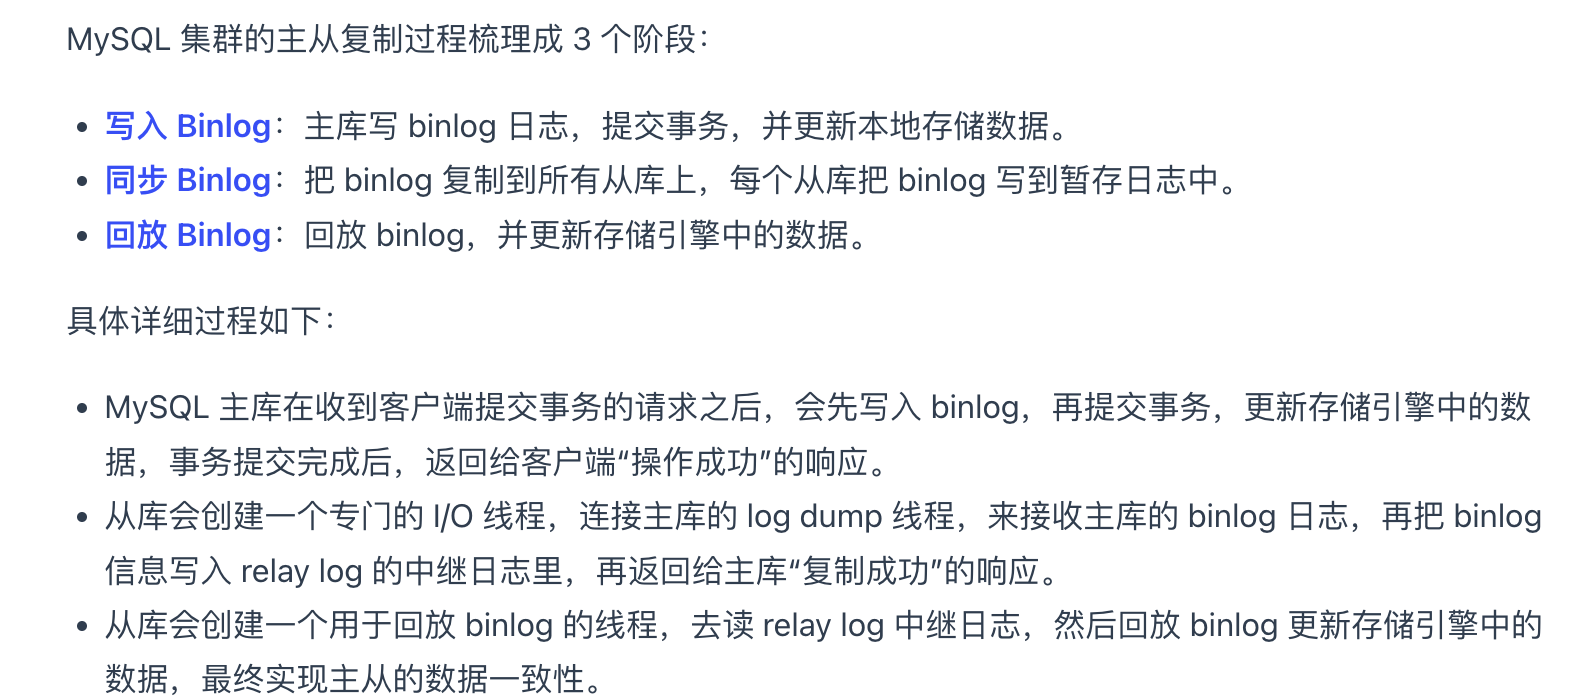 MySQL 集群的主从复制过程梳理成 3 个阶段：
• 写入 Binlog：主库写 binlog 日志，提交事务，并更新本地存储数据。
• 同步 Binlog：把 binlog 复制到所有从库上，每个从库把 binlog 写到暂存日志中。
• 回放 Binlog：回放 binlog，并更新存储引擎中的数据。
具体详细过程如下：
• MySQL 主库在收到客户端提交事务的请求之后，会先写入 binlog，再提交事务，更新存储引擎中的数
据，事务提交完成后，返回给客户端“操作成功”的响应。
• 从库会创建一个专门的 I/O 线程，连接主库的 log dump 线程，来接收主库的 binlog 日志，再把 binlog
信息写入 relay log 的中继日志里，再返回给主库“复制成功”的响应。
• 从库会创建一个用于回放 binlog 的线程，去读 relay log 中继日志，然后回放 binlog 更新存储引擎中的
数据，最终实现主从的数据一致性。